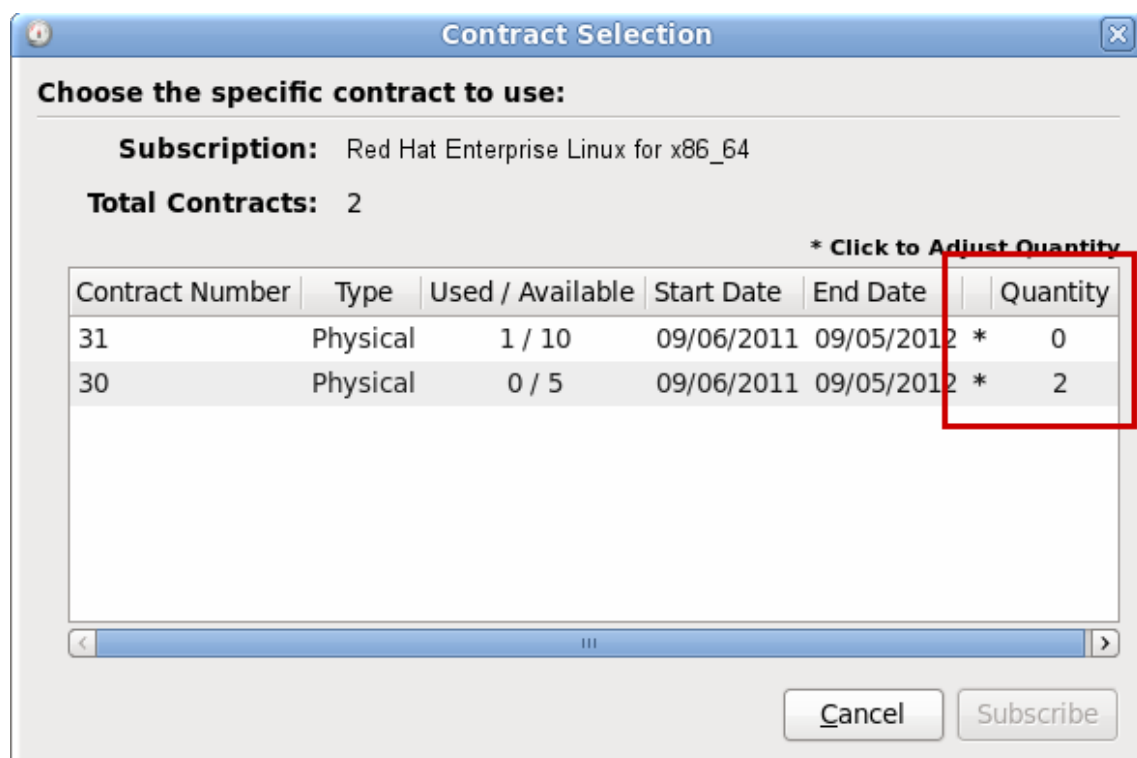 Contract Selection
Choose the specific contract to use:
Subscription: Red Hat Enterprise Linux for x86_64
Total Contracts: 2
* Click to Adjust Quantity
Contract Number Type Used / Available Start Date End Date Quantity
31 Physical 1 / 10 09/06/2011 09/05/2012 * 0
30 Physical 0 / 5 09/06/2011 09/05/2012 * 2
Cancel Subscribe